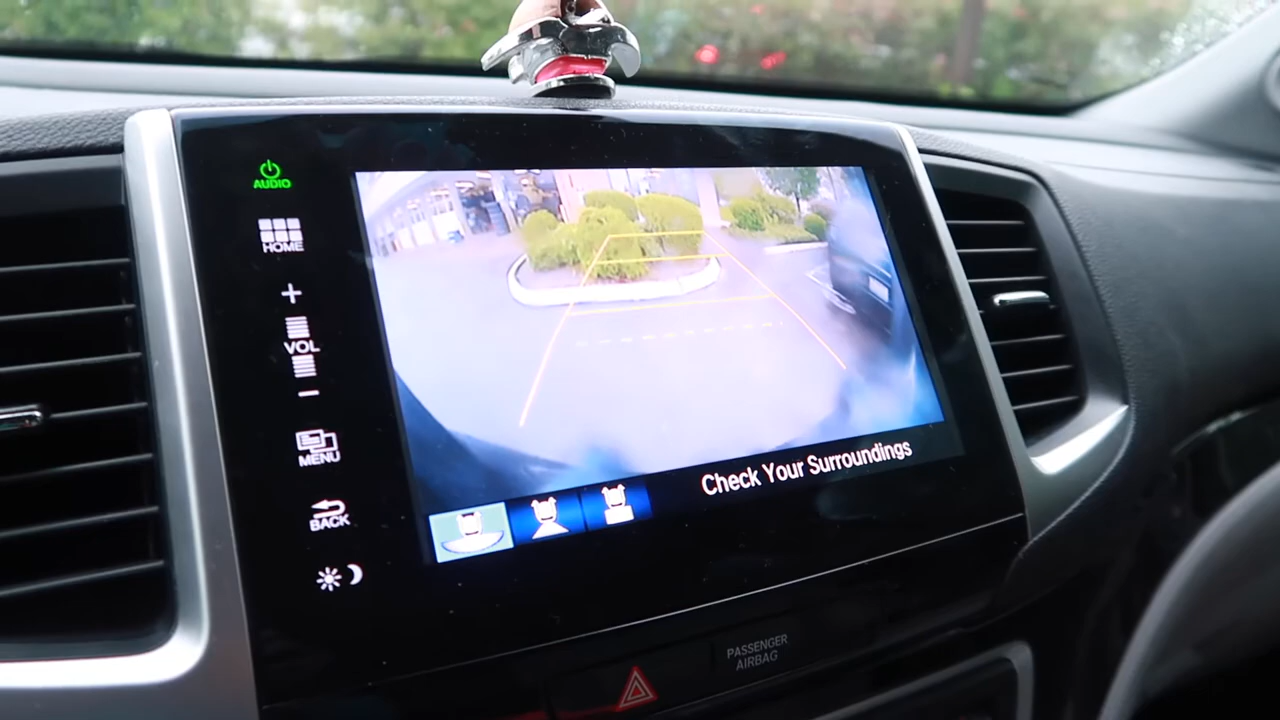 AUDIO
HOME
+
VOL
−
MENU
BACK
Check Your Surroundings
PASSENGER
AIRBAG